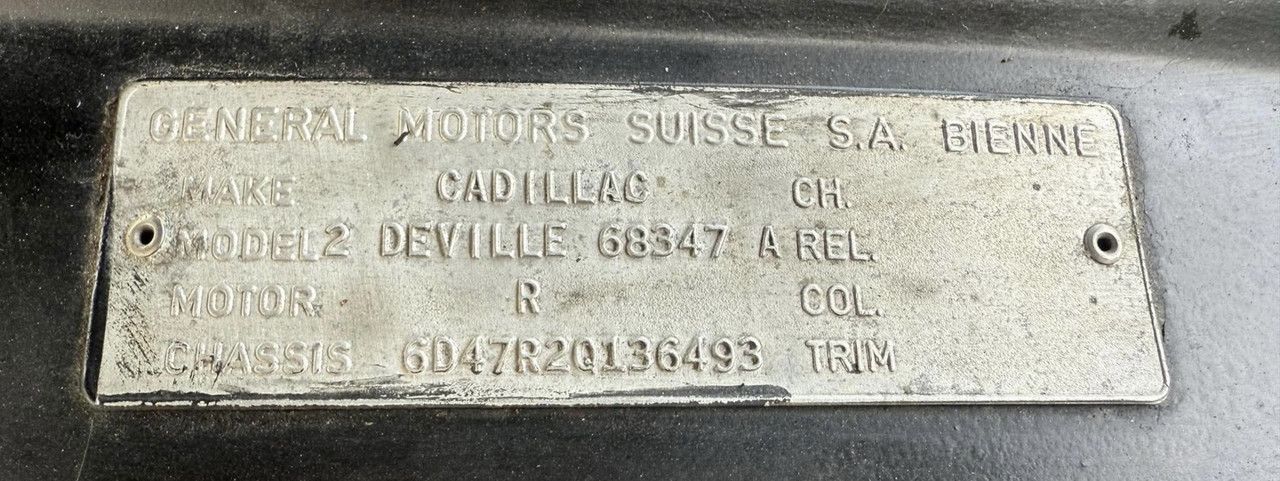 GENERAL MOTORS SUISSE S.A. BIENNE
MAKE CADILLAC CH.
MODEL 2 DEVILLE 68347 A REL.
MOTOR R COL.
CHASSIS 6D47R2Q136493 TRIM